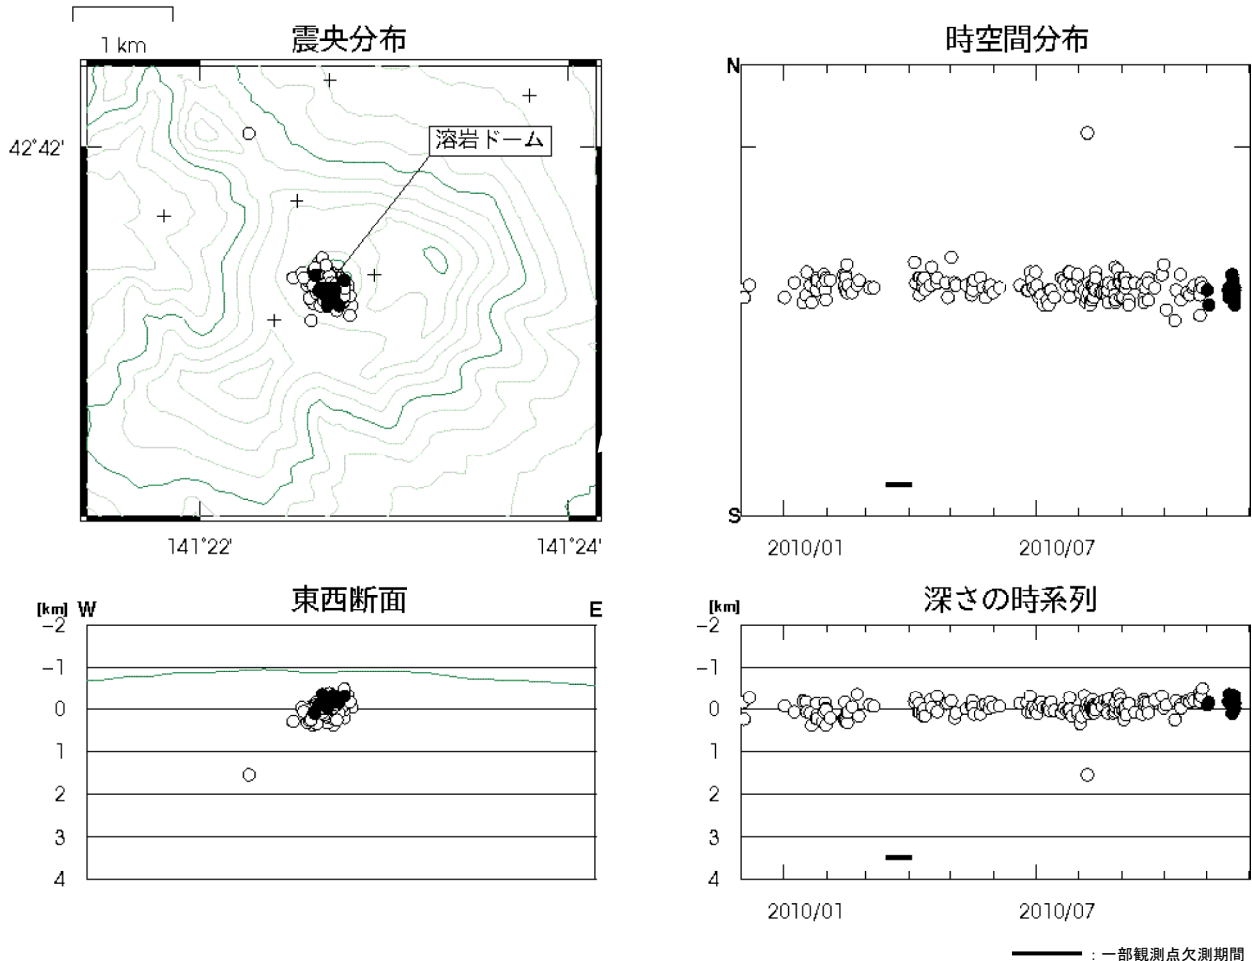 1 km
震央分布
溶岩ドーム
42°42'
141°22'
141°24'
時空間分布
N
S
2010/01
2010/07
東西断面
[km]
W
E
-2
-1
0
1
2
3
4
深さの時系列
[km]
-2
-1
0
1
2
3
4
2010/01
2010/07
：一部観測点欠測期間